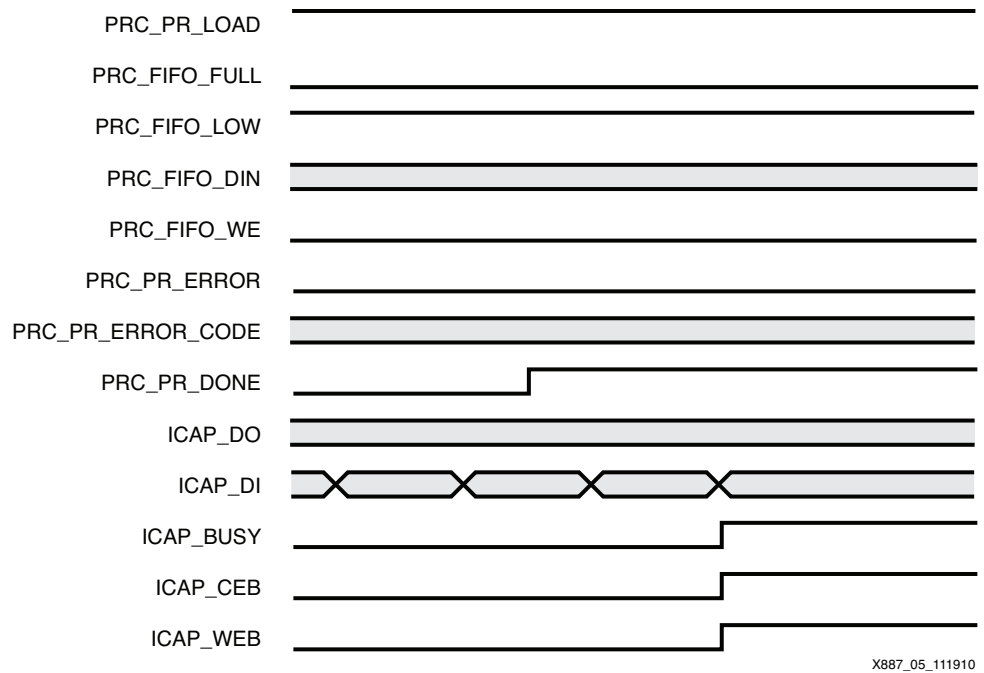 PRC_PR_LOAD
PRC_FIFO_FULL
PRC_FIFO_LOW
PRC_FIFO_DIN
PRC_FIFO_WE
PRC_PR_ERROR
PRC_PR_ERROR_CODE
PRC_PR_DONE
ICAP_DO
ICAP_DI
ICAP_BUSY
ICAP_CEB
ICAP_WEB
X887_05_111910